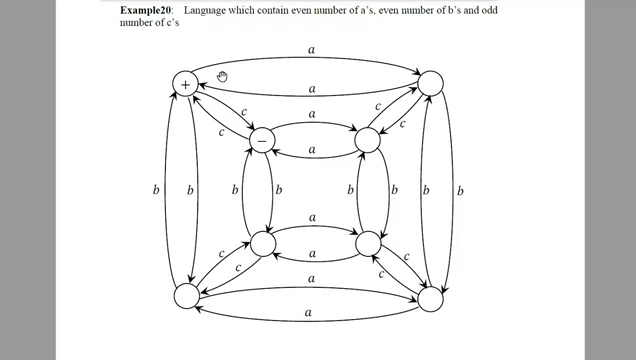 Example20: Language which contain even number of a's, even number of b's and odd
number of c's
a
+
a
c
c
a
c
c
−
a
b
b
b
b
b
b
b
b
a
c
c
a
c
c
a
a